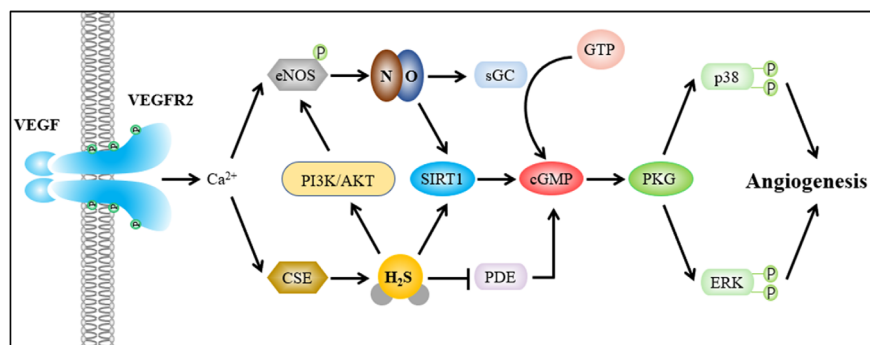 VEGF
VEGFR2
P
P
P
P
P
P
Ca²⁺
eNOS
P
N O
sGC
GTP
PI3K/AKT
SIRT1
cGMP
PKG
CSE
H₂S
PDE
p38
P
P
Angiogenesis
ERK
P
P